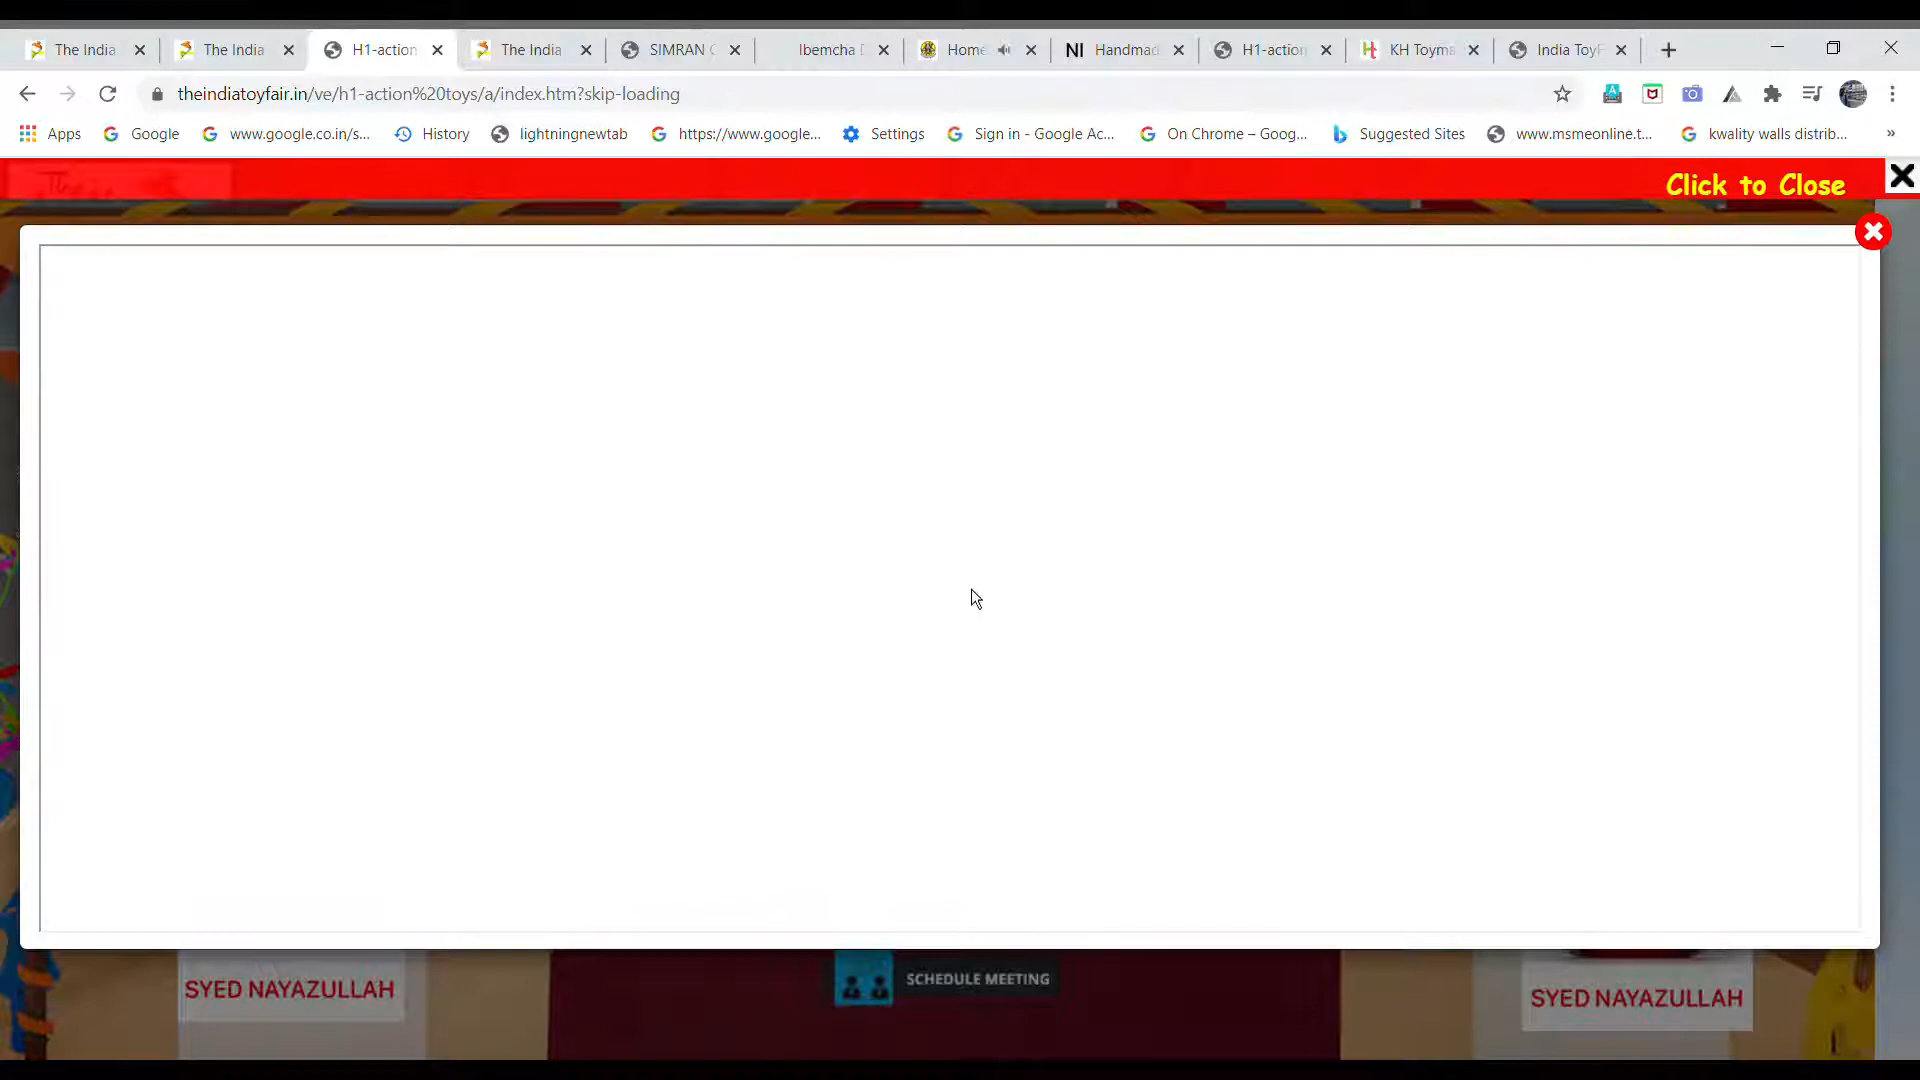 The India
The India
H1-action
The India
SIMRAN
Ibemcha
Home
NI Handmad
H1-action
KH Toyma
India ToyF
theindiatoyfair.in/ve/h1-action%20toys/a/index.htm?skip-loading
Apps
Google
www.google.co.in/s...
History
lightningnewtab
https://www.google...
Settings
Sign in - Google Ac...
On Chrome – Goog...
Suggested Sites
www.msmeonline.t...
kwality walls distrib...
»
Click to Close
SYED NAYAZULLAH
SCHEDULE MEETING
SYED NAYAZULLAH